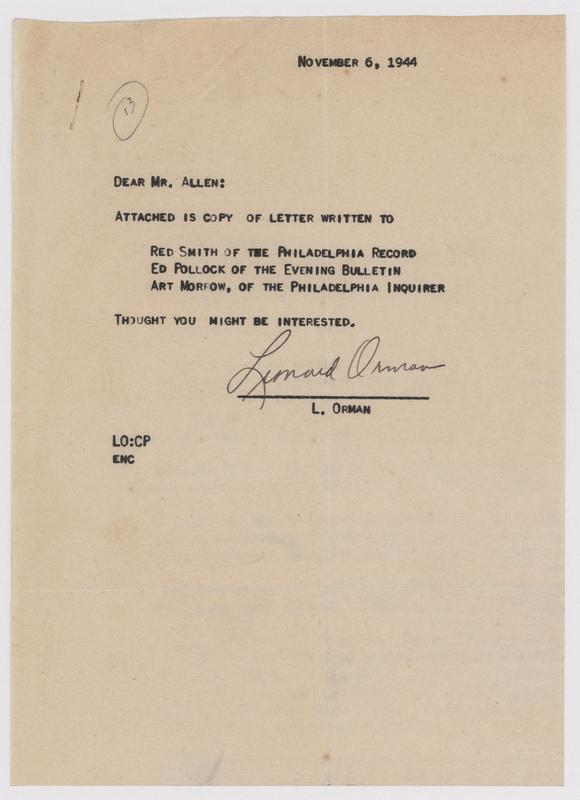 NOVEMBER 6, 1944
13
DEAR MR. ALLEN:
ATTACHED IS COPY OF LETTER WRITTEN TO
RED SMITH OF THE PHILADELPHIA RECORD
ED POLLOCK OF THE EVENING BULLETIN
ART MORROW, OF THE PHILADELPHIA INQUIRER
THOUGHT YOU MIGHT BE INTERESTED.
Leonard Orman
L. ORMAN
LO:CP
ENC